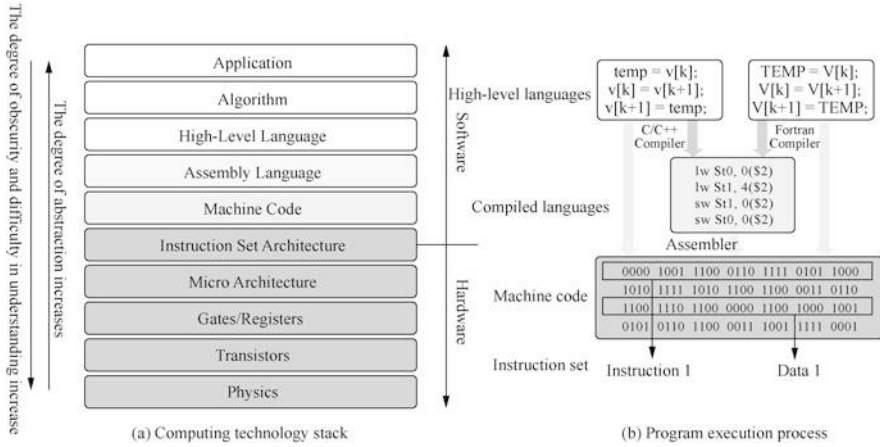 The degree of obscurity and difficulty in understanding increase
The degree of abstraction increases
Application
Algorithm
High-Level Language
Assembly Language
Machine Code
Instruction Set Architecture
Micro Architecture
Gates/Registers
Transistors
Physics
Software
Hardware
(a) Computing technology stack
High-level languages
temp = v[k];
v[k] = v[k+1];
v[k+1] = temp;
TEMP = V[k];
V[K] = V[k+1];
V[k+1] = TEMP;
C/C++
Compiler
Fortran
Compiler
Compiled languages
lw St0, 0($2)
lw St1, 4($2)
sw St1, 0($2)
sw St0, 0($2)
Assembler
Machine code
0000 1001 1100 0110 1111 0101 1000
1010 1111 1010 1100 1100 0011 0110
1100 1110 1100 0000 1100 1000 1001
0101 0110 1100 0011 1001 1111 0001
Instruction set
Instruction 1
Data 1
(b) Program execution process